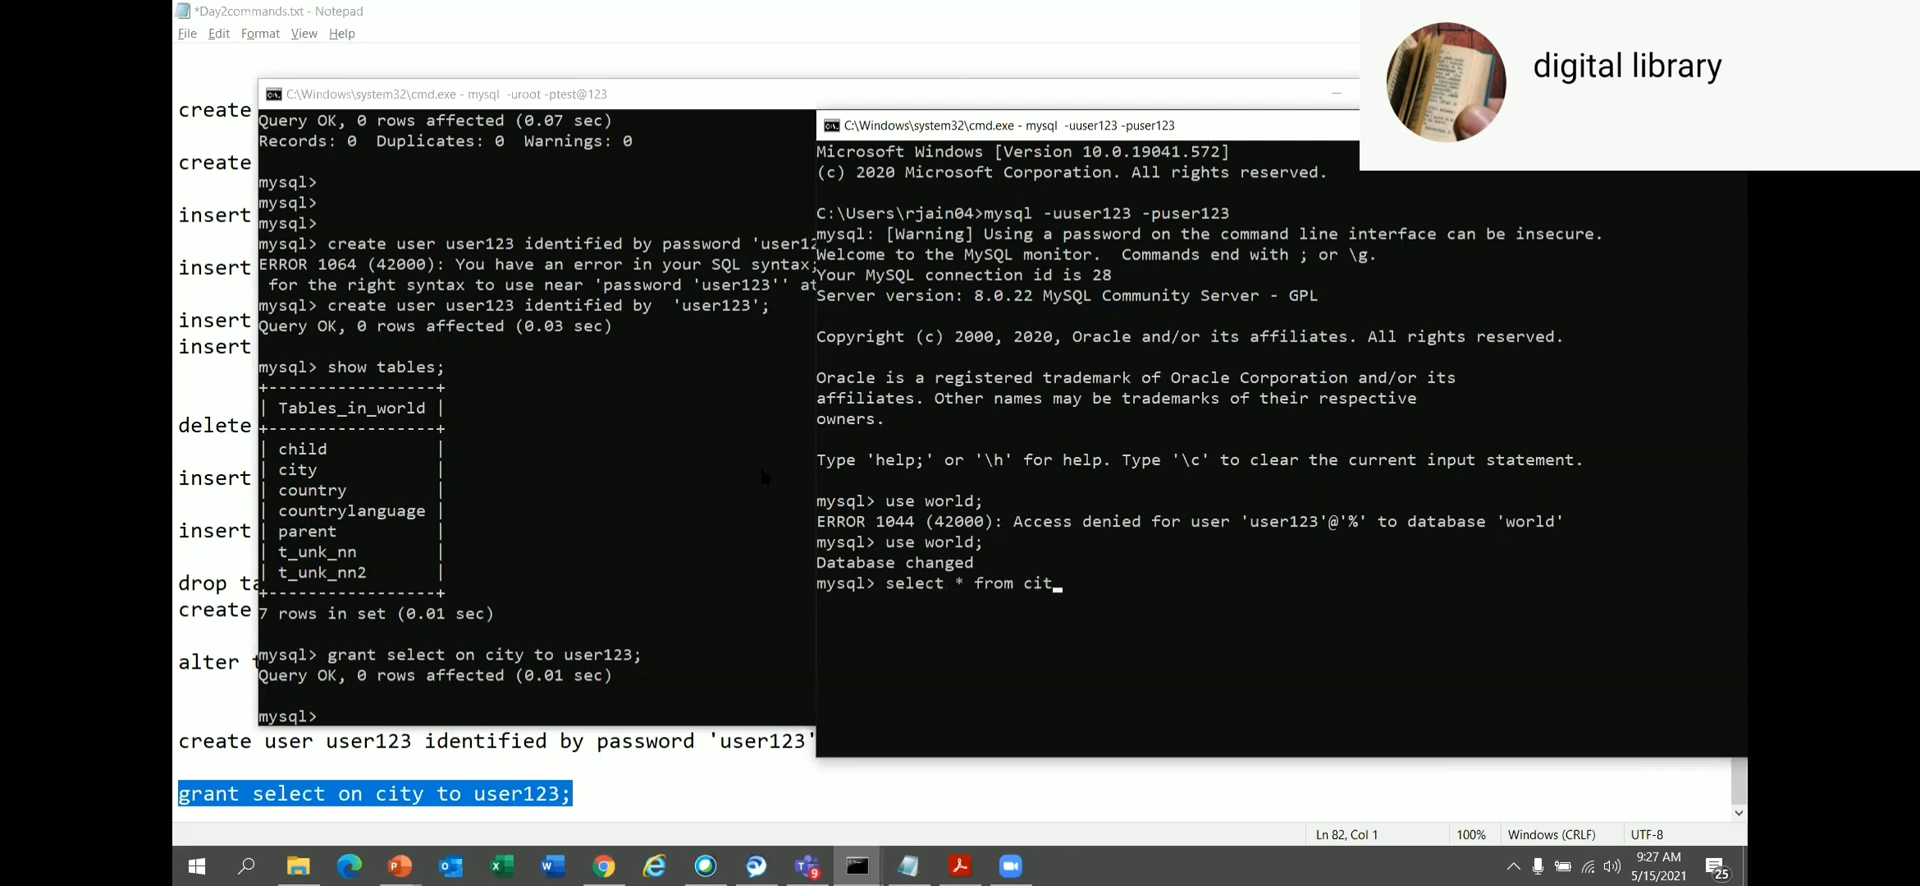 *Day2commands.txt - Notepad
File Edit Format View Help
digital library
create
create
insert
insert
insert
insert
delete
insert
insert
drop ta
create
alter t
create user user123 identified by password 'user123'
grant select on city to user123;
C:\Windows\system32\cmd.exe - mysql -uroot -ptest@123
Query OK, 0 rows affected (0.07 sec)
Records: 0 Duplicates: 0 Warnings: 0
mysql>
mysql>
mysql>
mysql> create user user123 identified by password 'user12
ERROR 1064 (42000): You have an error in your SQL syntax;
for the right syntax to use near 'password 'user123'' at
mysql> create user user123 identified by 'user123';
Query OK, 0 rows affected (0.03 sec)
mysql> show tables;
+-----------------+
| Tables_in_world |
+-----------------+
| child |
| city |
| country |
| countrylanguage |
| parent |
| t_unk_nn |
| t_unk_nn2 |
+-----------------+
7 rows in set (0.01 sec)
mysql> grant select on city to user123;
Query OK, 0 rows affected (0.01 sec)
mysql>
C:\Windows\system32\cmd.exe - mysql -uuser123 -puser123
Microsoft Windows [Version 10.0.19041.572]
(c) 2020 Microsoft Corporation. All rights reserved.
C:\Users\rjain04>mysql -uuser123 -puser123
mysql: [Warning] Using a password on the command line interface can be insecure.
Welcome to the MySQL monitor. Commands end with ; or \g.
Your MySQL connection id is 28
Server version: 8.0.22 MySQL Community Server - GPL
Copyright (c) 2000, 2020, Oracle and/or its affiliates. All rights reserved.
Oracle is a registered trademark of Oracle Corporation and/or its
affiliates. Other names may be trademarks of their respective
owners.
Type 'help;' or '\h' for help. Type '\c' to clear the current input statement.
mysql> use world;
ERROR 1044 (42000): Access denied for user 'user123'@'%' to database 'world'
mysql> use world;
Database changed
mysql> select * from cit_
Ln 82, Col 1 100% Windows (CRLF) UTF-8
9:27 AM
5/15/2021
9
25